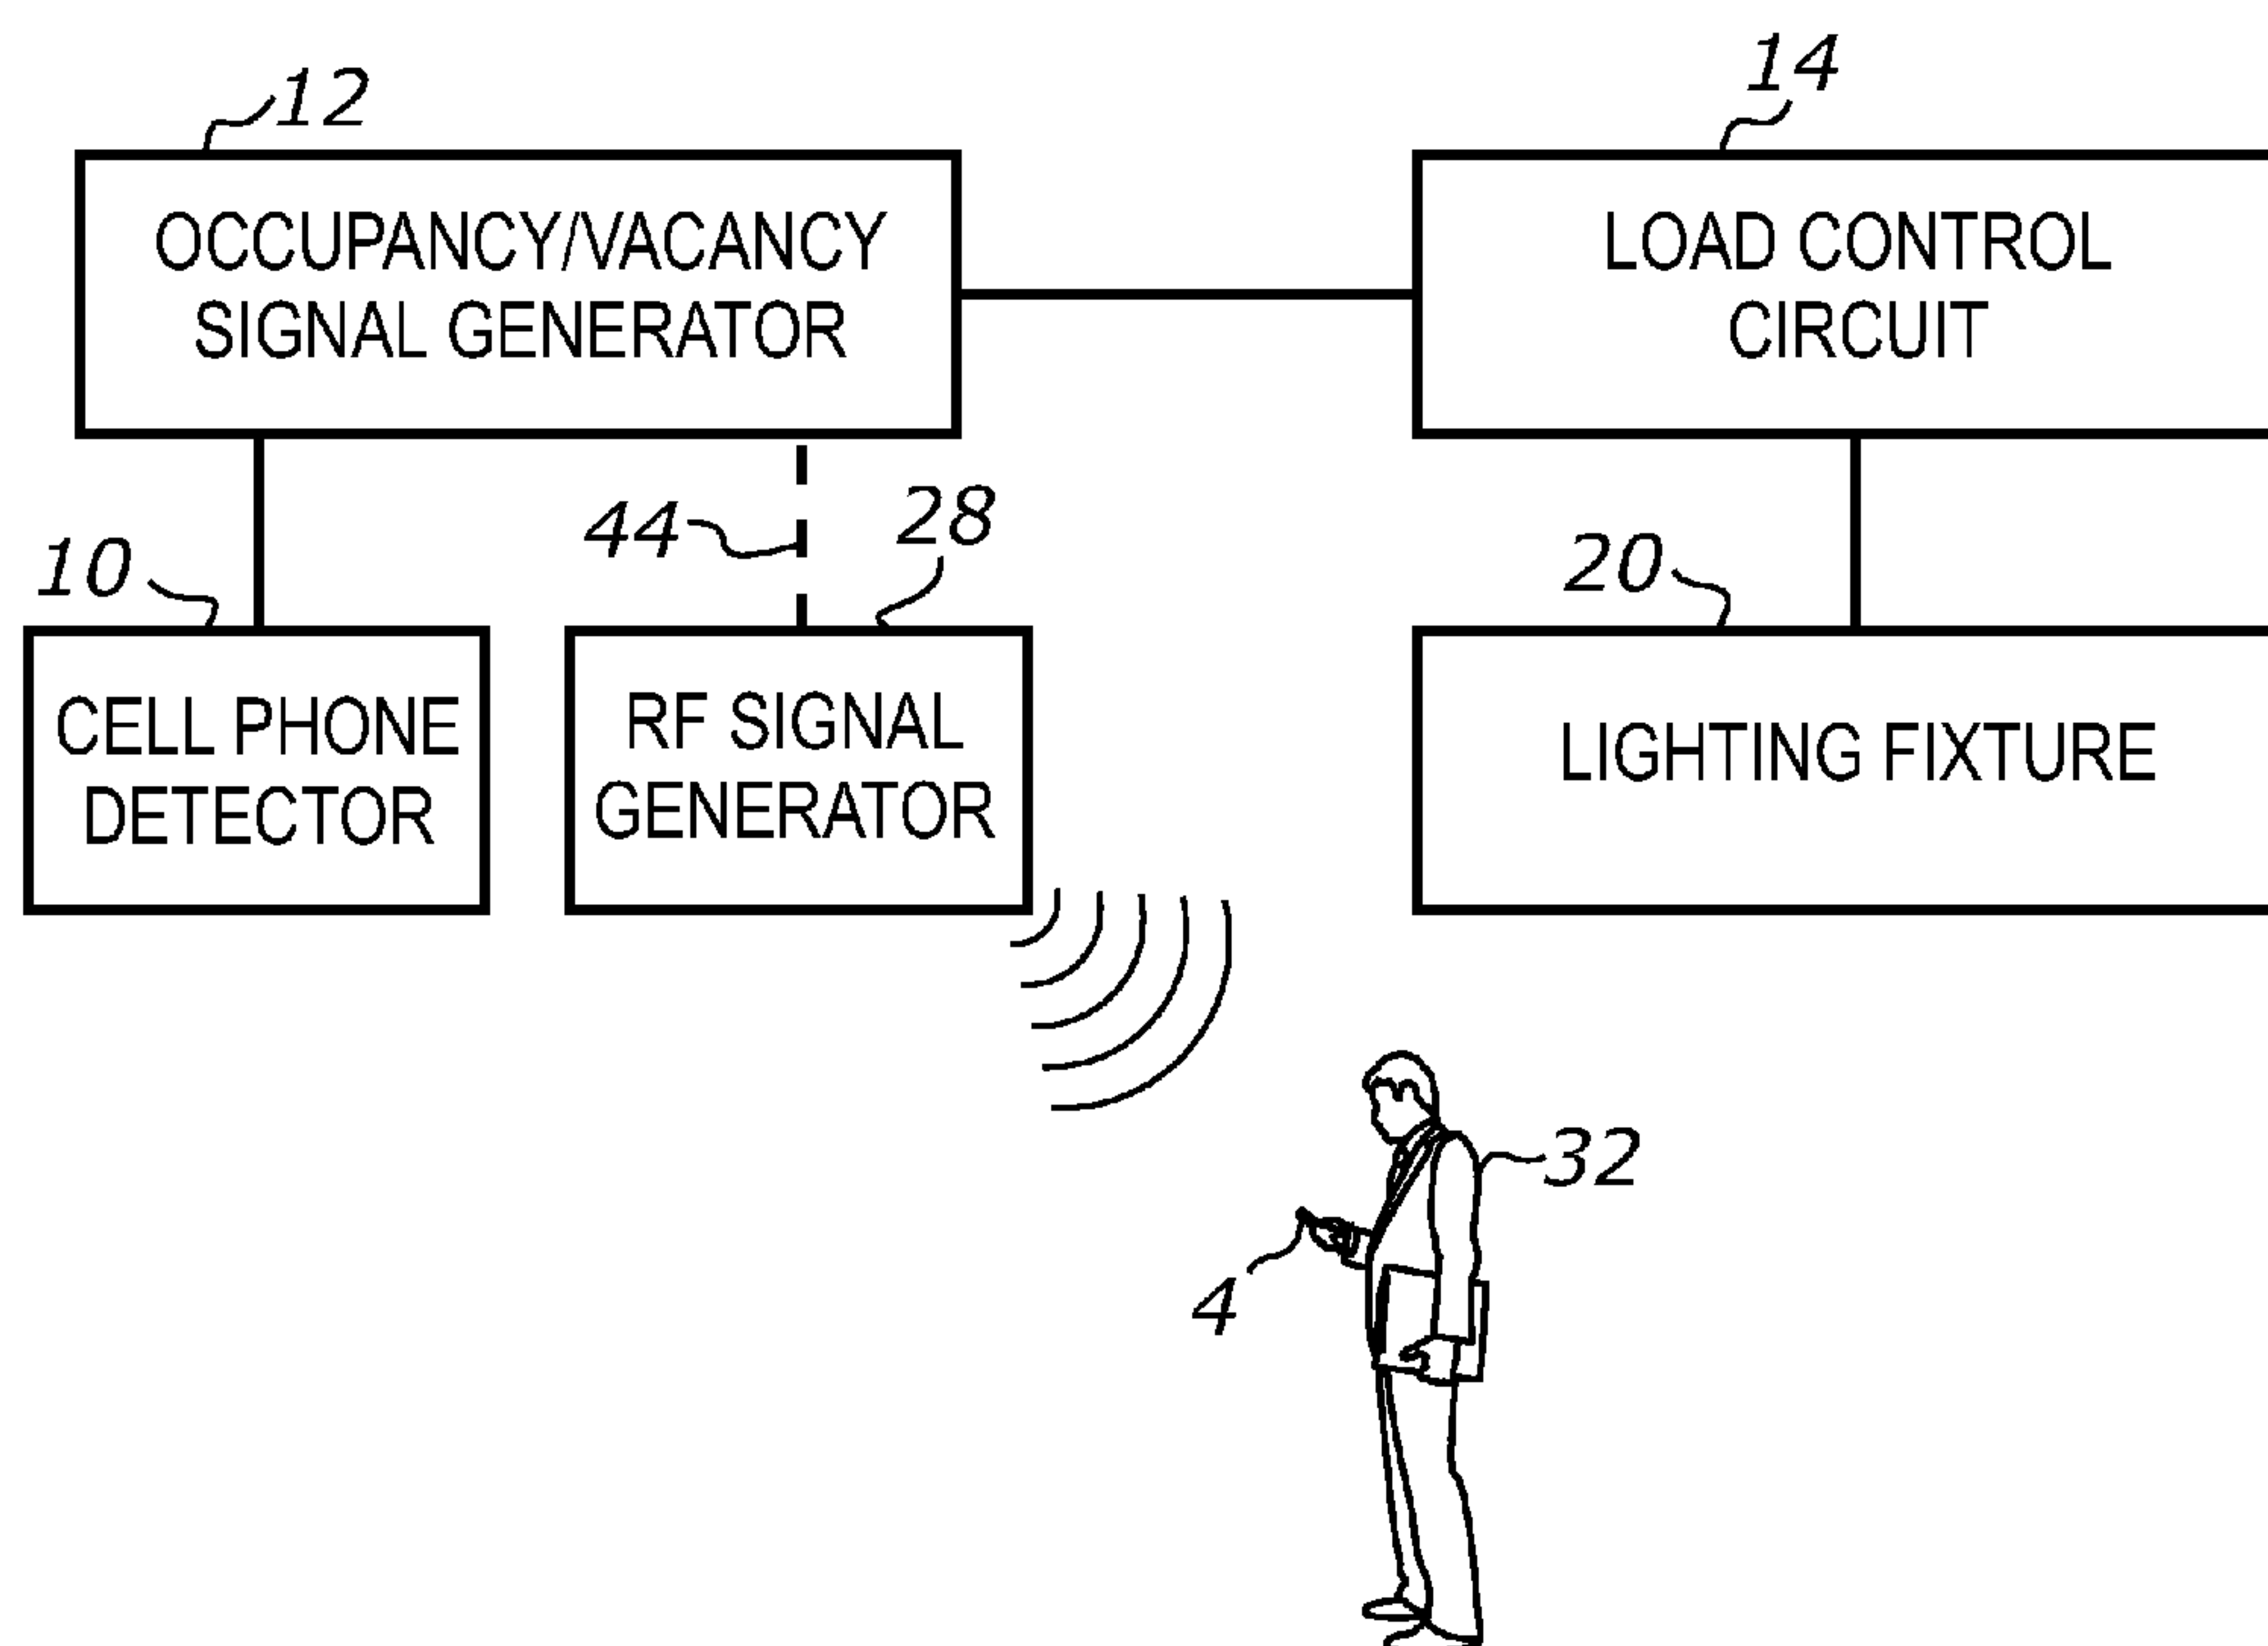 12
14
OCCUPANCY/VACANCY
SIGNAL GENERATOR
LOAD CONTROL
CIRCUIT
44
28
10
20
CELL PHONE
DETECTOR
RF SIGNAL
GENERATOR
LIGHTING FIXTURE
32
4